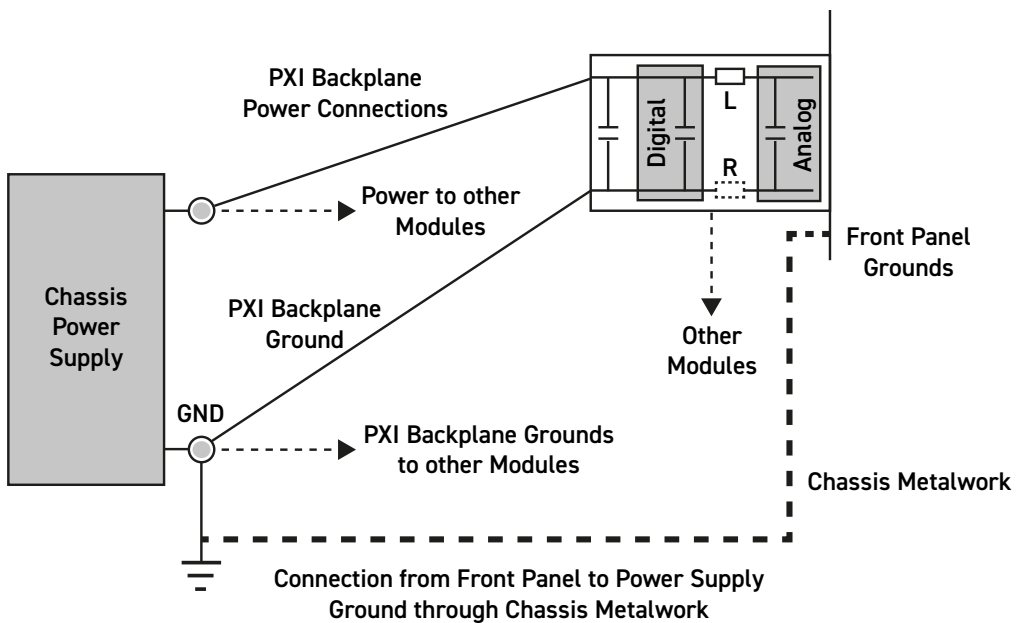 PXI Backplane
Power Connections
Digital
L
R
Analog
Power to other
Modules
Front Panel
Grounds
Chassis
Power
Supply
PXI Backplane
Ground
Other
Modules
GND
PXI Backplane Grounds
to other Modules
Chassis Metalwork
Connection from Front Panel to Power Supply
Ground through Chassis Metalwork